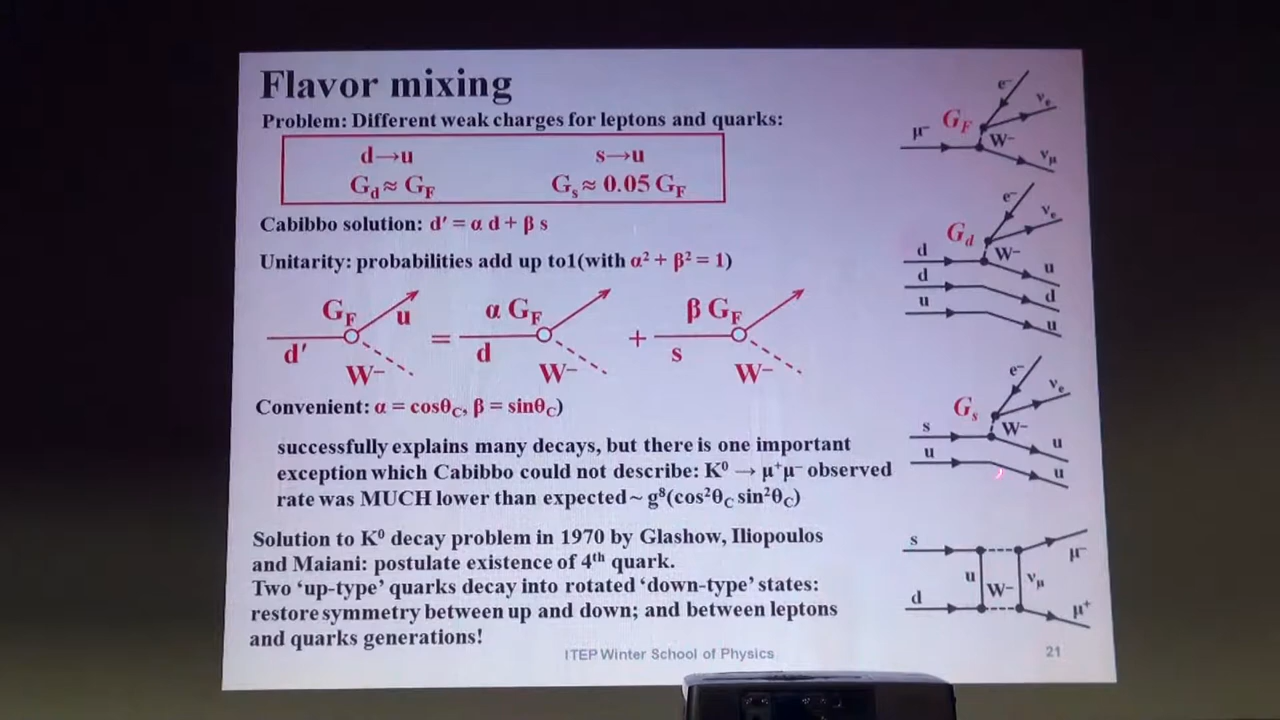 Flavor mixing
Problem: Different weak charges for leptons and quarks:
d→u s→u
G_d ≈ G_F G_s ≈ 0.05 G_F
Cabibbo solution: d' = α d + β s
Unitarity: probabilities add up to1(with α² + β² = 1)
G_F u α G_F β G_F
= +
d' d s
W⁻ W⁻ W⁻
Convenient: α = cosθ_C, β = sinθ_C)
successfully explains many decays, but there is one important
exception which Cabibbo could not describe: K⁰ → μ⁺μ⁻ observed
rate was MUCH lower than expected~ g⁸(cos²θ_C sin²θ_C)
Solution to K⁰ decay problem in 1970 by Glashow, Iliopoulos
and Maiani: postulate existence of 4ᵗʰ quark.
Two ‘up-type’ quarks decay into rotated ‘down-type’ states:
restore symmetry between up and down; and between leptons
and quarks generations!
e⁻
ν_e
G_F
μ⁻ W⁻
ν_μ
e⁻
ν_e
G_d
d W⁻
u
d
d
u
u
e⁻
ν_e
G_s
s W⁻
u
u
u
s
μ⁻
u W⁻ ν_μ
d
μ⁺
ITEP Winter School of Physics 21